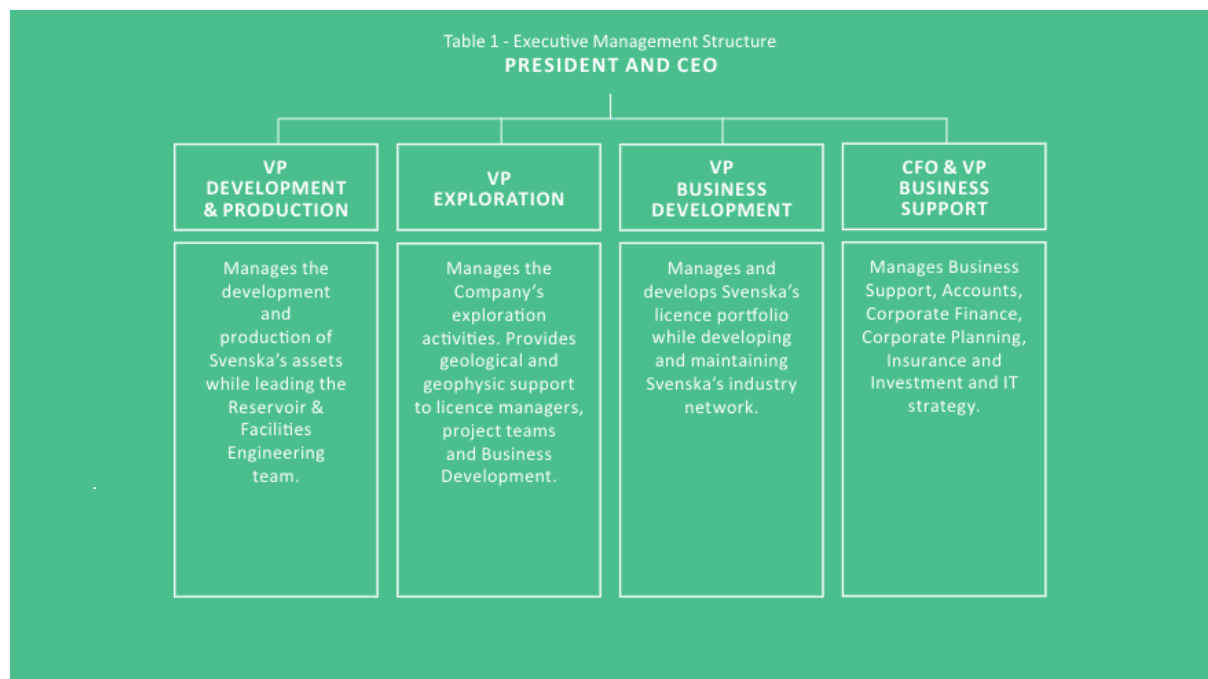 Table 1 - Executive Management Structure
PRESIDENT AND CEO
VP
DEVELOPMENT
& PRODUCTION
Manages the
development
and
production of
Svenska’s assets
while leading the
Reservoir &
Facilities
Engineering
team.
VP
EXPLORATION
Manages the
Company’s
exploration
activities. Provides
geological and
geophysic support
to licence managers,
project teams
and Business
Development.
VP
BUSINESS
DEVELOPMENT
Manages and
develops Svenska’s
licence portfolio
while developing
and maintaining
Svenska’s industry
network.
CFO & VP
BUSINESS
SUPPORT
Manages Business
Support, Accounts,
Corporate Finance,
Corporate Planning,
Insurance and
Investment and IT
strategy.